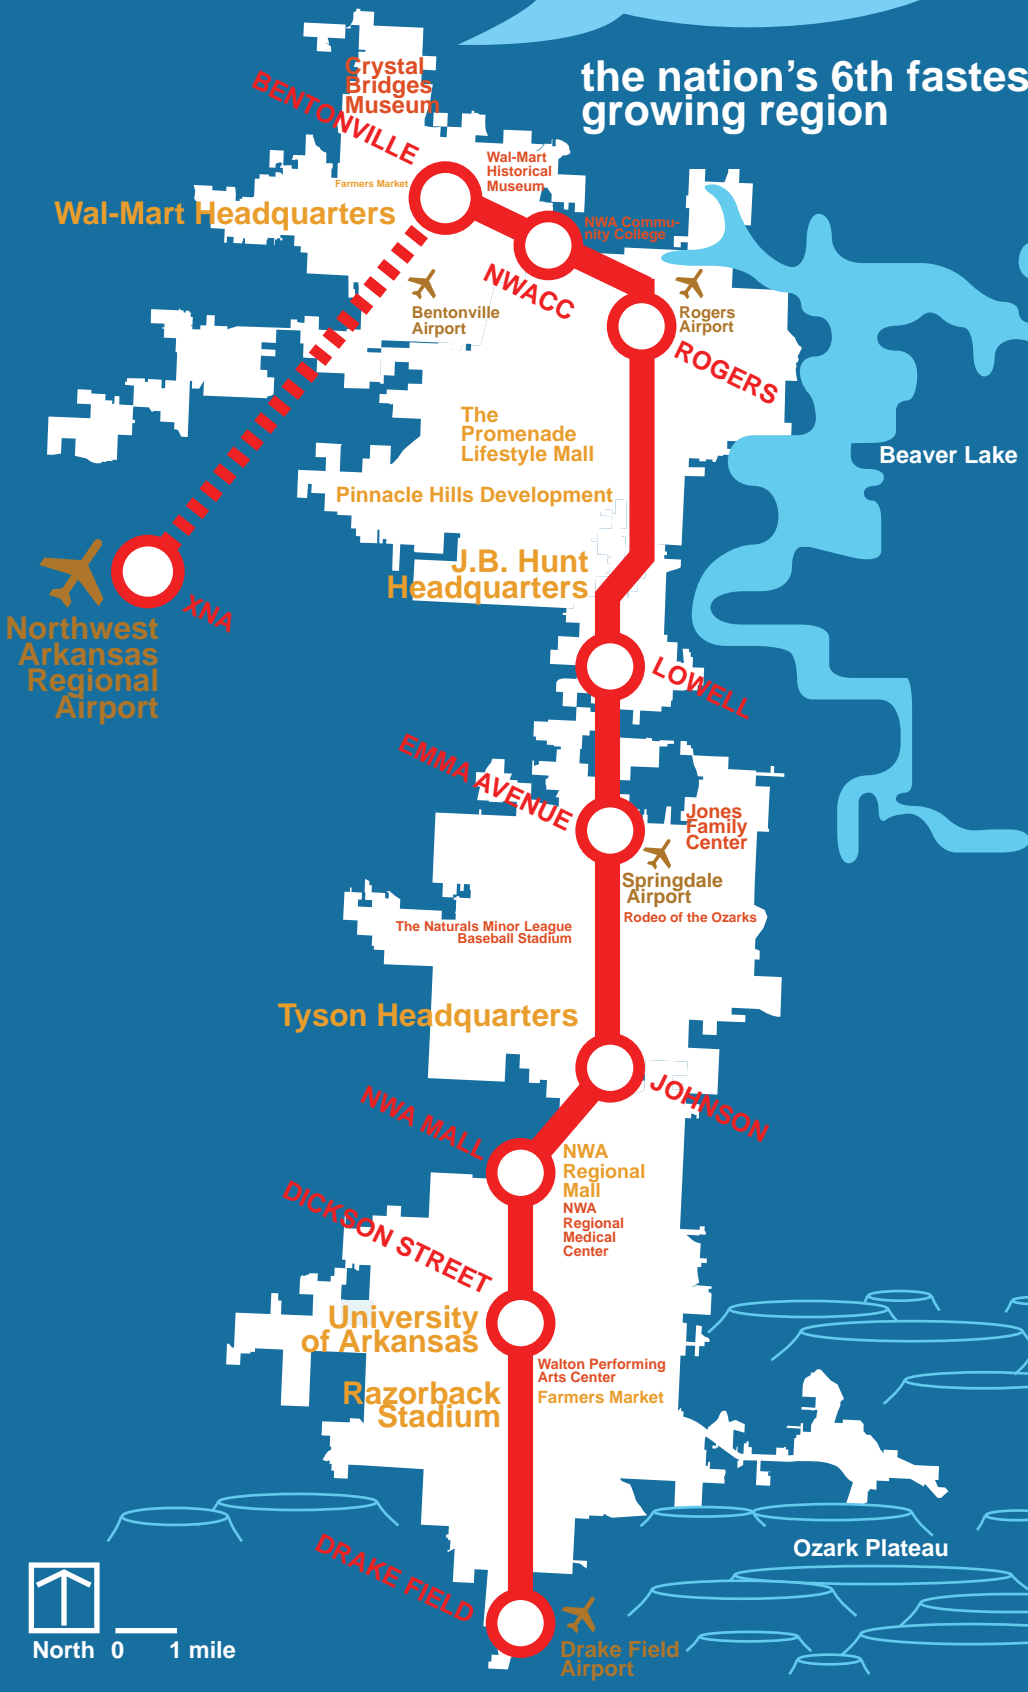 the nation's 6th fastes
growing region
Crystal
Bridges
Museum
BENTONVILLE
Wal-Mart
Historical
Museum
Farmers Market
Wal-Mart Headquarters
NWA Commu-
nity College
NWACC
Bentonville
Airport
Rogers
Airport
ROGERS
The
Promenade
Lifestyle Mall
Beaver Lake
Pinnacle Hills Development
J.B. Hunt
Headquarters
XNA
Northwest
Arkansas
Regional
Airport
LOWELL
EMMA AVENUE
Jones
Family
Center
Springdale
Airport
Rodeo of the Ozarks
The Naturals Minor League
Baseball Stadium
Tyson Headquarters
JOHNSON
NWA MALL
NWA
Regional
Mall
NWA
Regional
Medical
Center
DICKSON STREET
University
of Arkansas
Walton Performing
Arts Center
Farmers Market
Razorback
Stadium
Ozark Plateau
DRAKE FIELD
Drake Field
Airport
North 0 1 mile